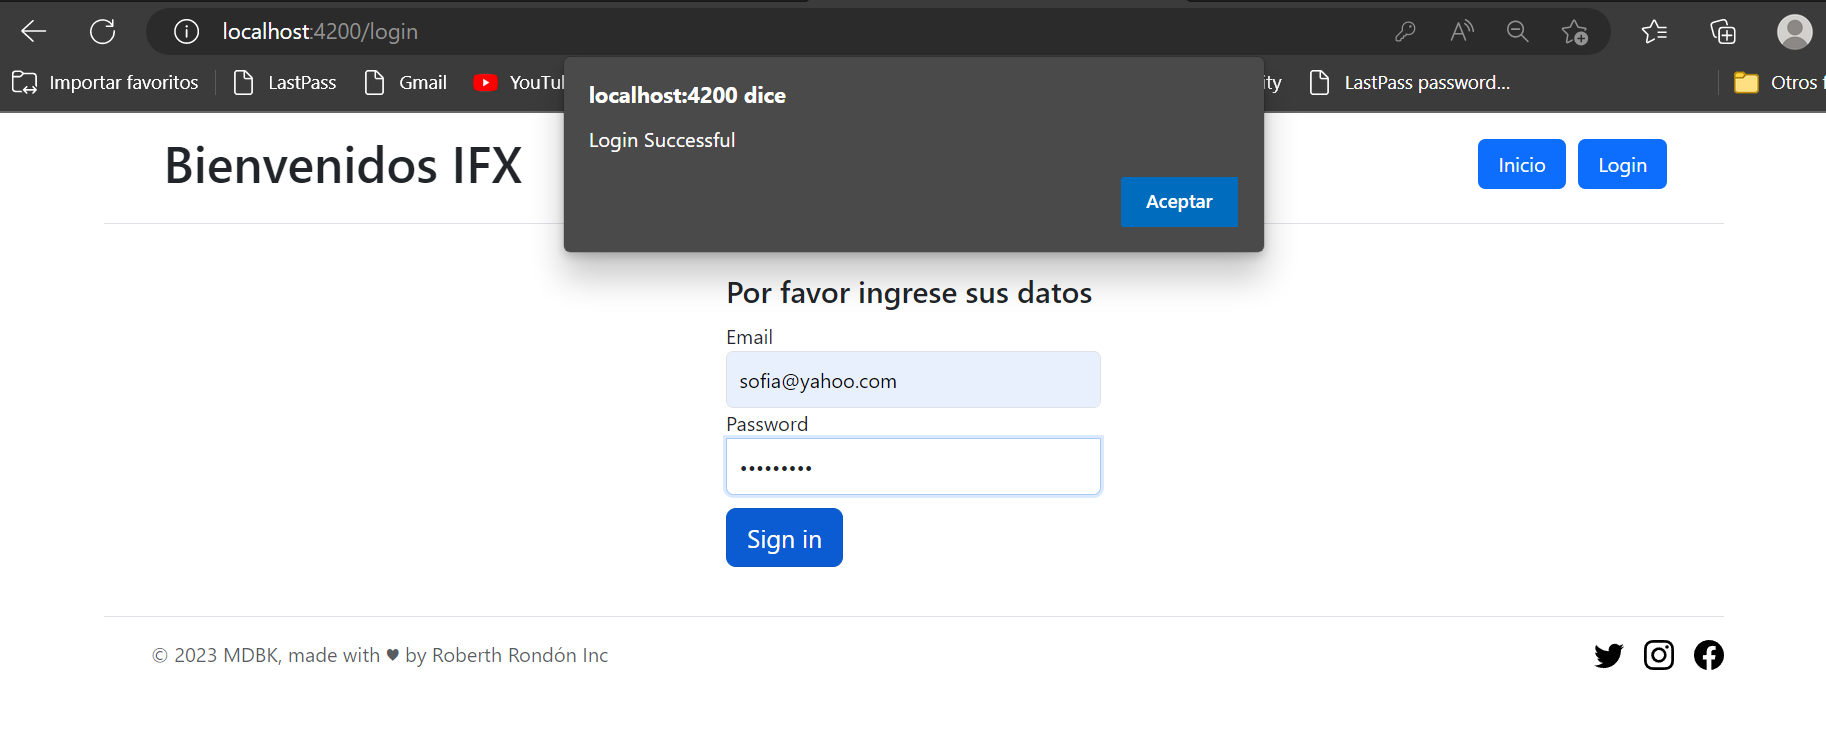 localhost:4200/login
Importar favoritos LastPass Gmail LastPass password... Otros
localhost:4200 dice
Login Successful
Aceptar
Bienvenidos IFX
Inicio Login
Por favor ingrese sus datos
Email
sofia@yahoo.com
Password
Sign in
© 2023 MDBK, made with ♥ by Roberth Rondón Inc